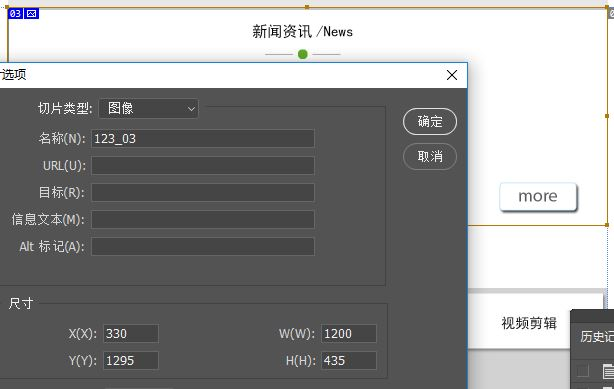 03
新闻资讯 /News
选项
切片类型: 图像
确定
名称(N): 123_03
URL(U):
取消
目标(R):
信息文本(M):
more
Alt 标记(A):
尺寸
X(X): 330 W(W): 1200
视频剪辑
历史记
Y(Y): 1295 H(H): 435